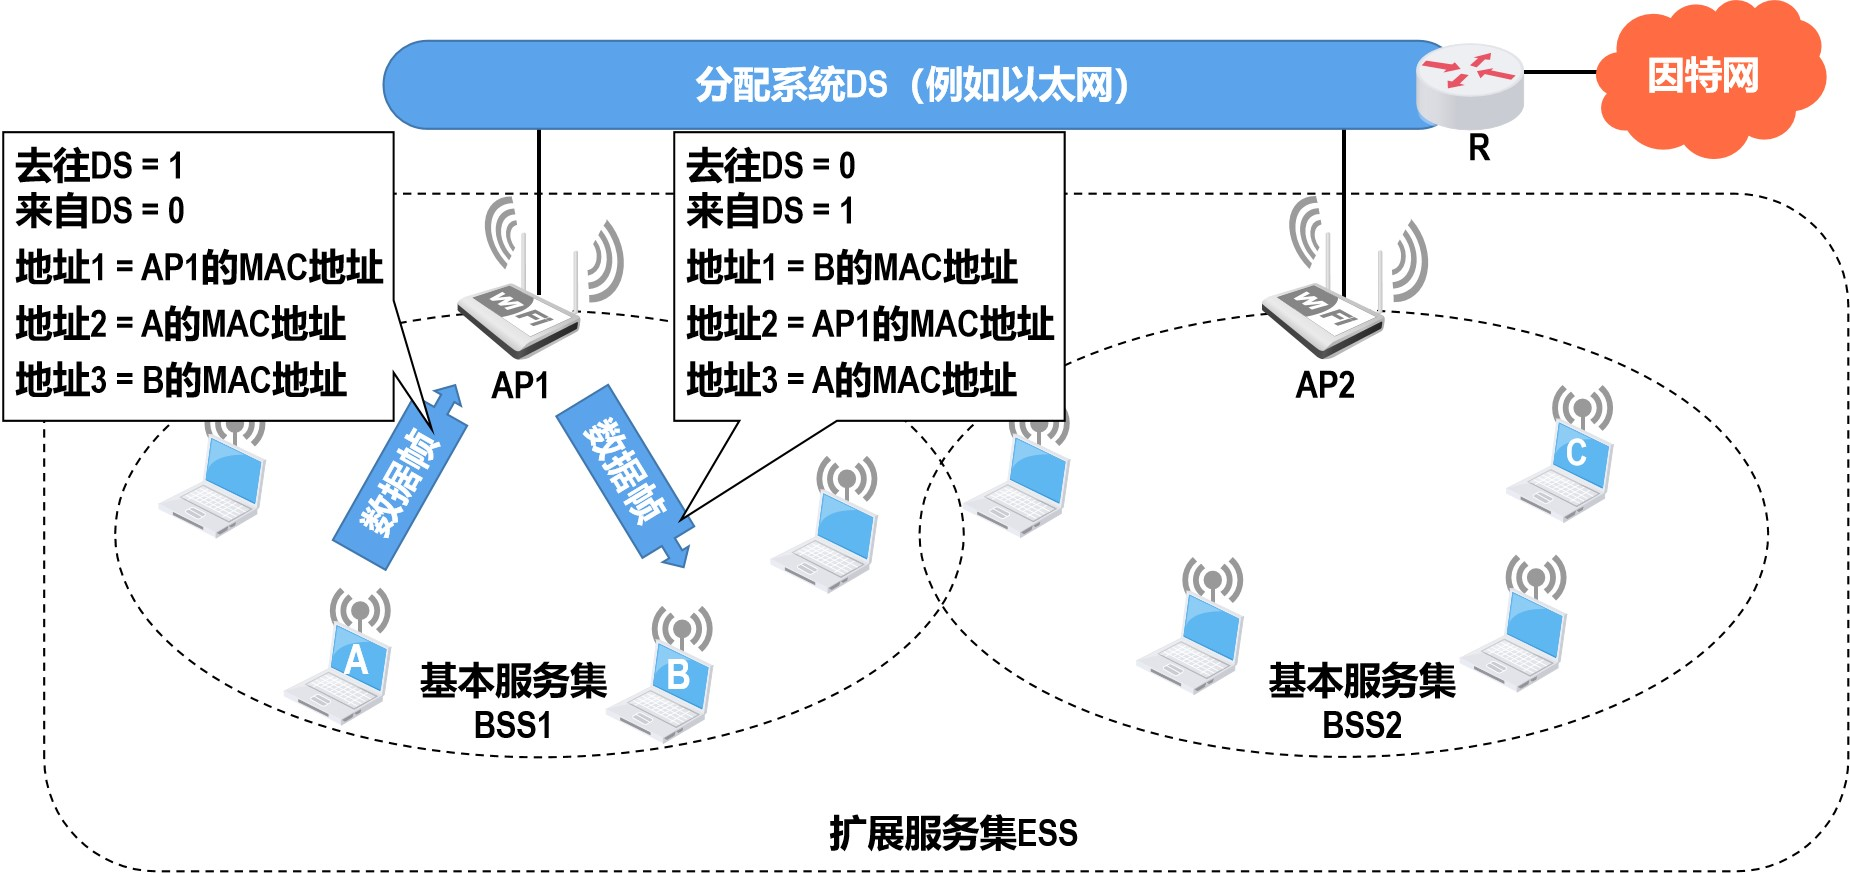 分配系统DS（例如以太网）
因特网
R
去往DS = 1
来自DS = 0
地址1 = AP1的MAC地址
地址2 = A的MAC地址
地址3 = B的MAC地址
去往DS = 0
来自DS = 1
地址1 = B的MAC地址
地址2 = AP1的MAC地址
地址3 = A的MAC地址
WiFi
AP1
WiFi
AP2
数据帧
数据帧
C
A
B
基本服务集
BSS1
基本服务集
BSS2
扩展服务集ESS